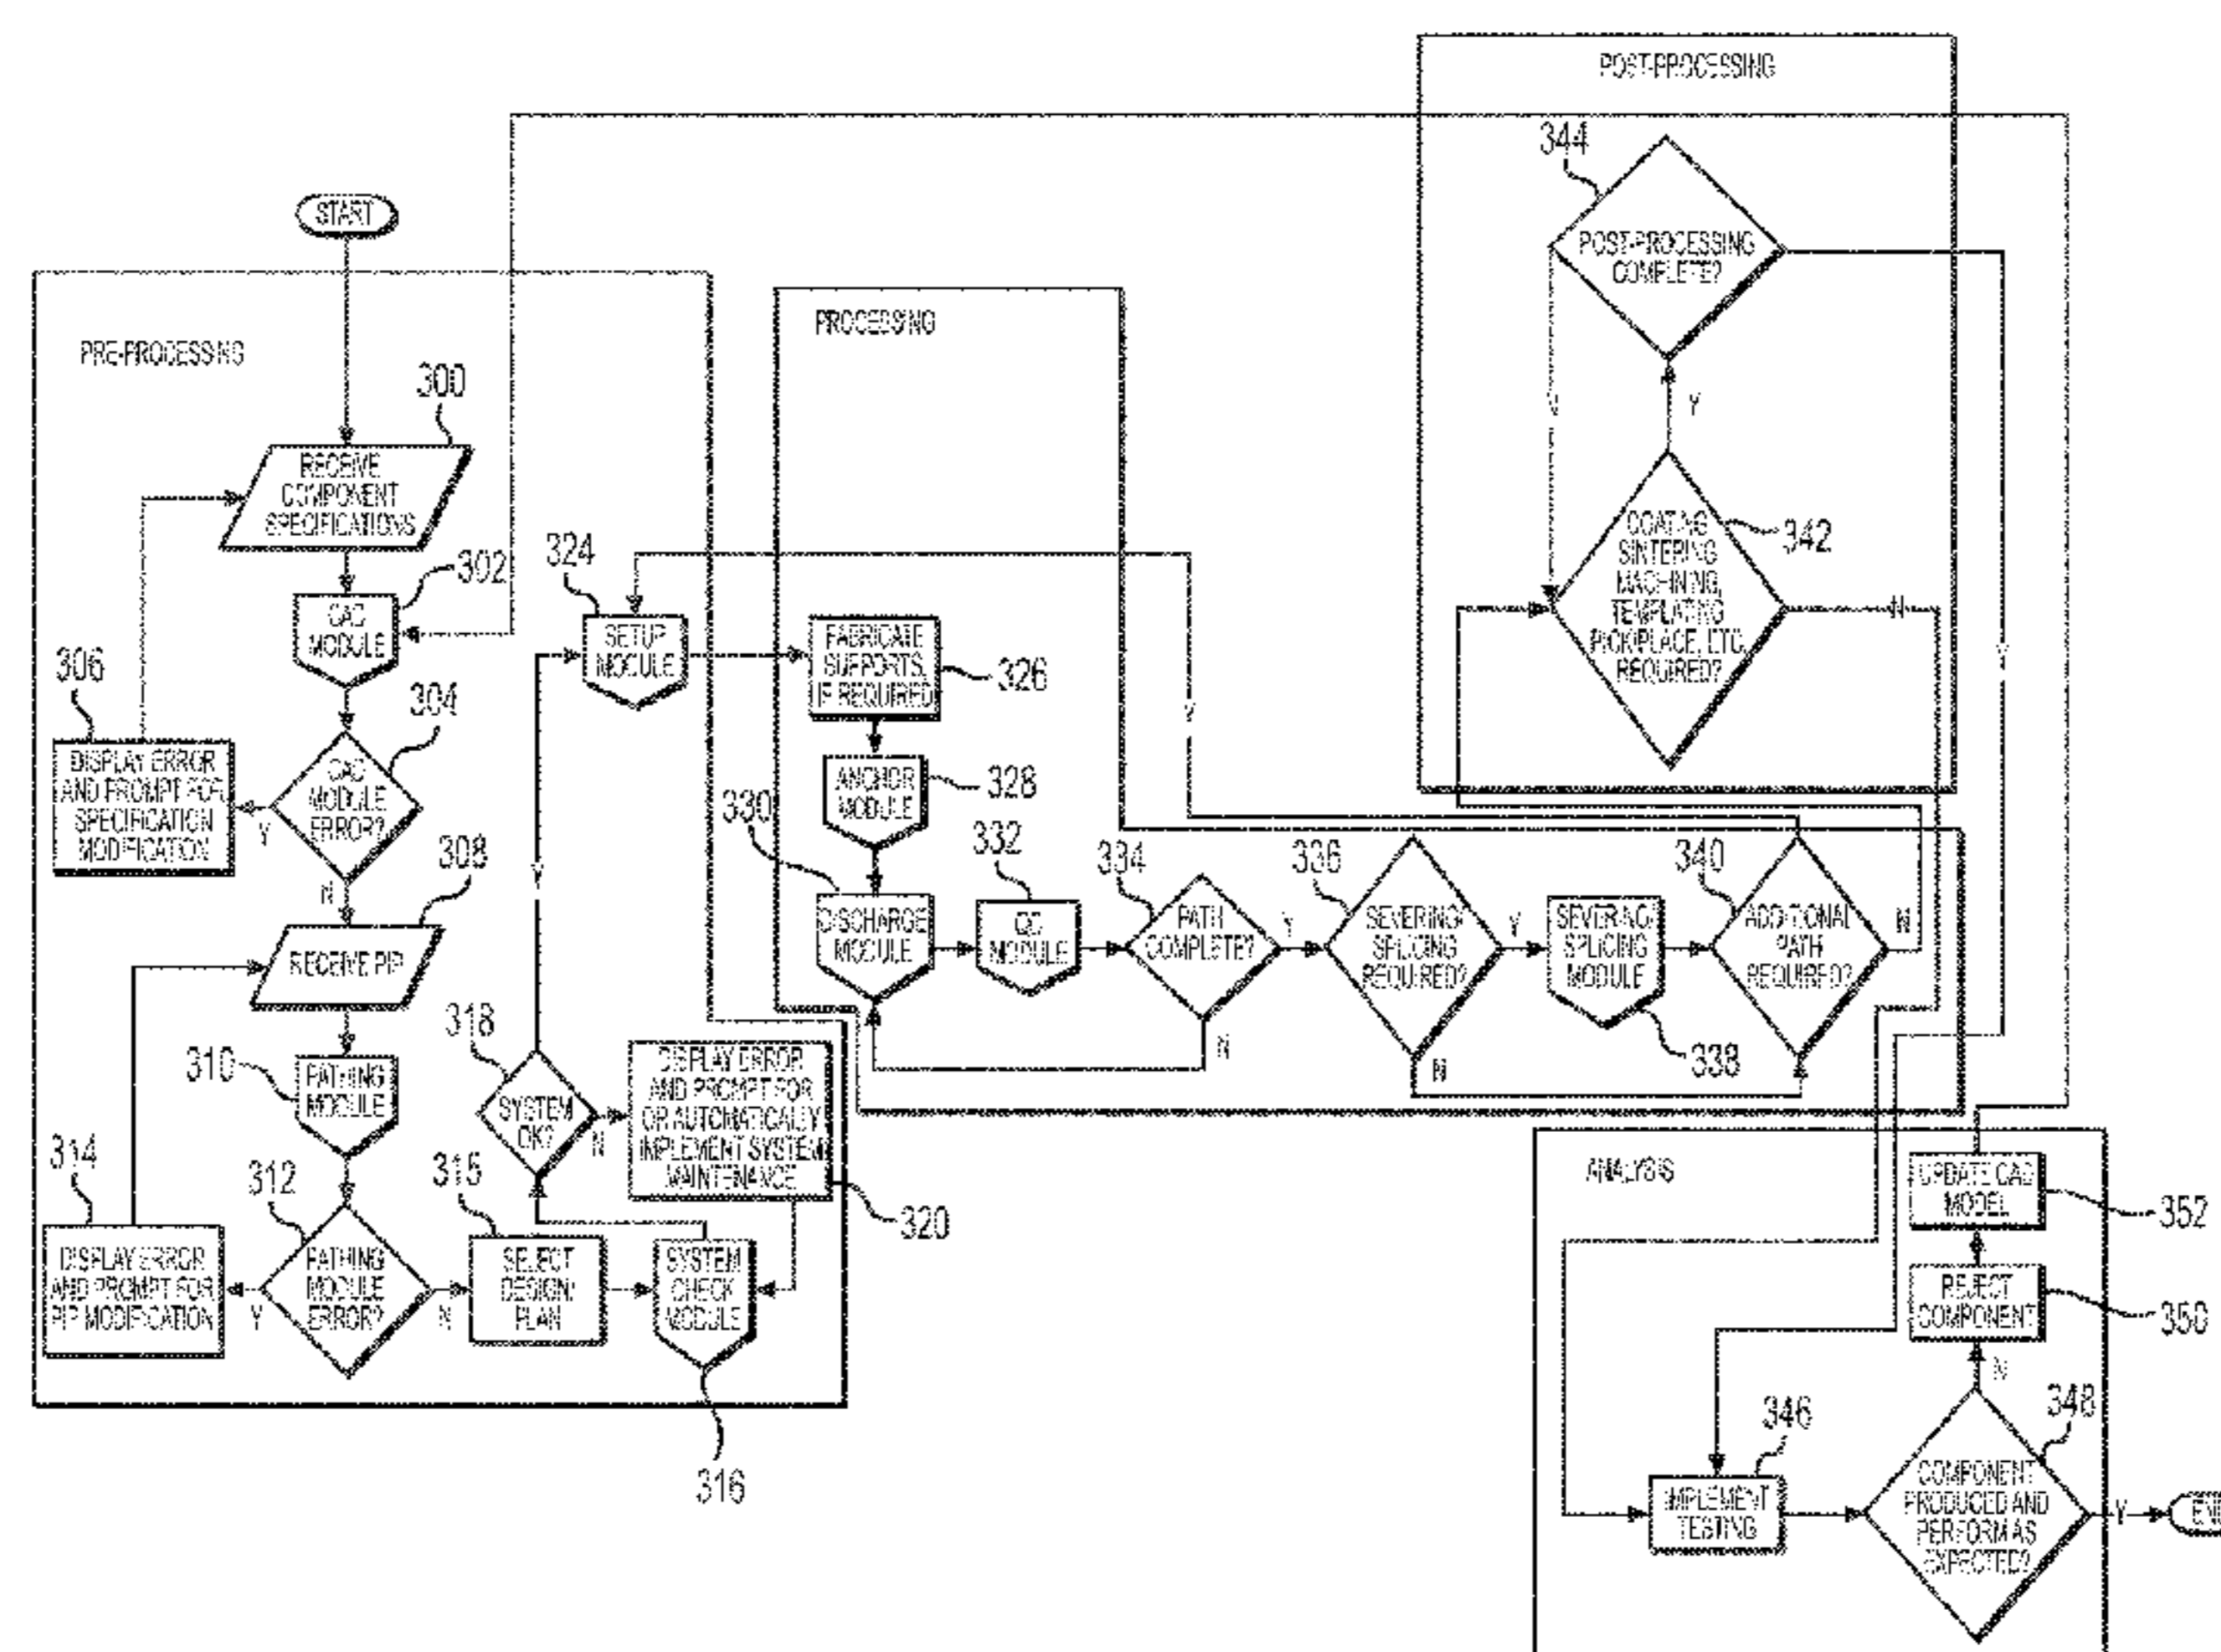 POST-PROCESSING
344
POST-PROCESSING
COMPLETE?
START
PROCESSING
PRE-PROCESSING
300
RECEIVE
COMPONENT
SPECIFICATIONS
Y
COATING
SINTERING
MACHINING,
TEMPLATING
PICK/PLACE, ETC.
REQUIRED?
342
N
302
CAD
MODULE
324
SETUP
MODULE
FABRICATE
SUPPORTS,
IF REQUIRED
326
306
DISPLAY ERROR
AND PROMPT FOR
SPECIFICATION
MODIFICATION
304
CAD
MODULE
ERROR?
Y
N
ANCHOR
MODULE
328
330
DISCHARGE
MODULE
332
QC
MODULE
334
PATH
COMPLETE?
Y
N
336
SEVERING/
SPLICING
REQUIRED?
Y
N
SEVERING/
SPLICING
MODULE
338
340
ADDITIONAL
PATH
REQUIRED?
N
Y
308
RECEIVE PIP
310
PATHING
MODULE
318
SYSTEM
OK?
Y
N
DISPLAY ERROR
AND PROMPT FOR
OR AUTOMATICALLY
IMPLEMENT SYSTEM
MAINTENANCE
320
314
DISPLAY ERROR
AND PROMPT FOR
PIP MODIFICATION
312
PATHING
MODULE
ERROR?
Y
N
315
SELECT
DESIGN/
PLAN
SYSTEM
CHECK
MODULE
316
ANALYSIS
UPDATE CAD
MODEL
352
REJECT
COMPONENT
350
N
346
IMPLEMENT
TESTING
348
COMPONENT
PRODUCED AND
PERFORM AS
EXPECTED?
Y